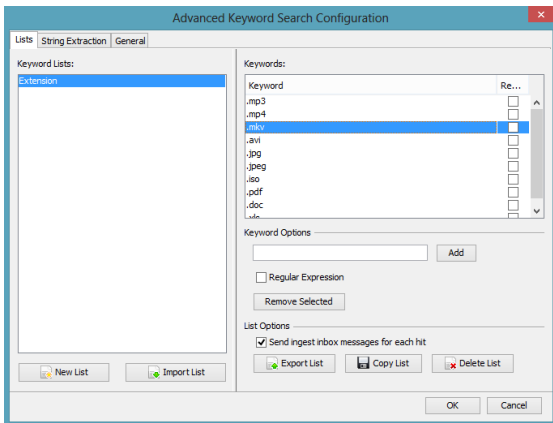 Advanced Keyword Search Configuration
Lists String Extraction General
Keyword Lists:
Extension
New List Import List
Keywords:
Keyword Re...
.mp3
.mp4
.mkv
.avi
.jpg
.jpeg
.iso
.pdf
.doc
.xls
Keyword Options
Add
Regular Expression
Remove Selected
List Options
Send ingest inbox messages for each hit
Export List Copy List Delete List
OK Cancel